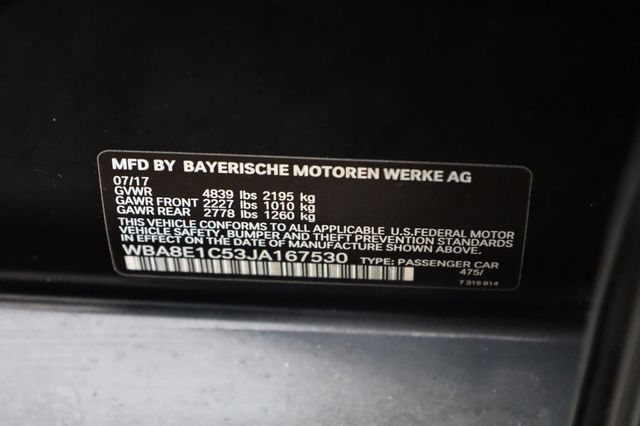 MFD BY BAYERISCHE MOTOREN WERKE AG
07/17
GVWR 4839 lbs 2195 kg
GAWR FRONT 2227 lbs 1010 kg
GAWR REAR 2778 lbs 1260 kg
THIS VEHICLE CONFORMS TO ALL APPLICABLE U.S.FEDERAL MOTOR
VEHICLE SAFETY, BUMPER, AND THEFT PREVENTION STANDARDS
IN EFFECT ON THE DATE OF MANUFACTURE SHOWN ABOVE.
WBA8E1C53JA167530 TYPE: PASSENGER CAR
475/
7 315 814